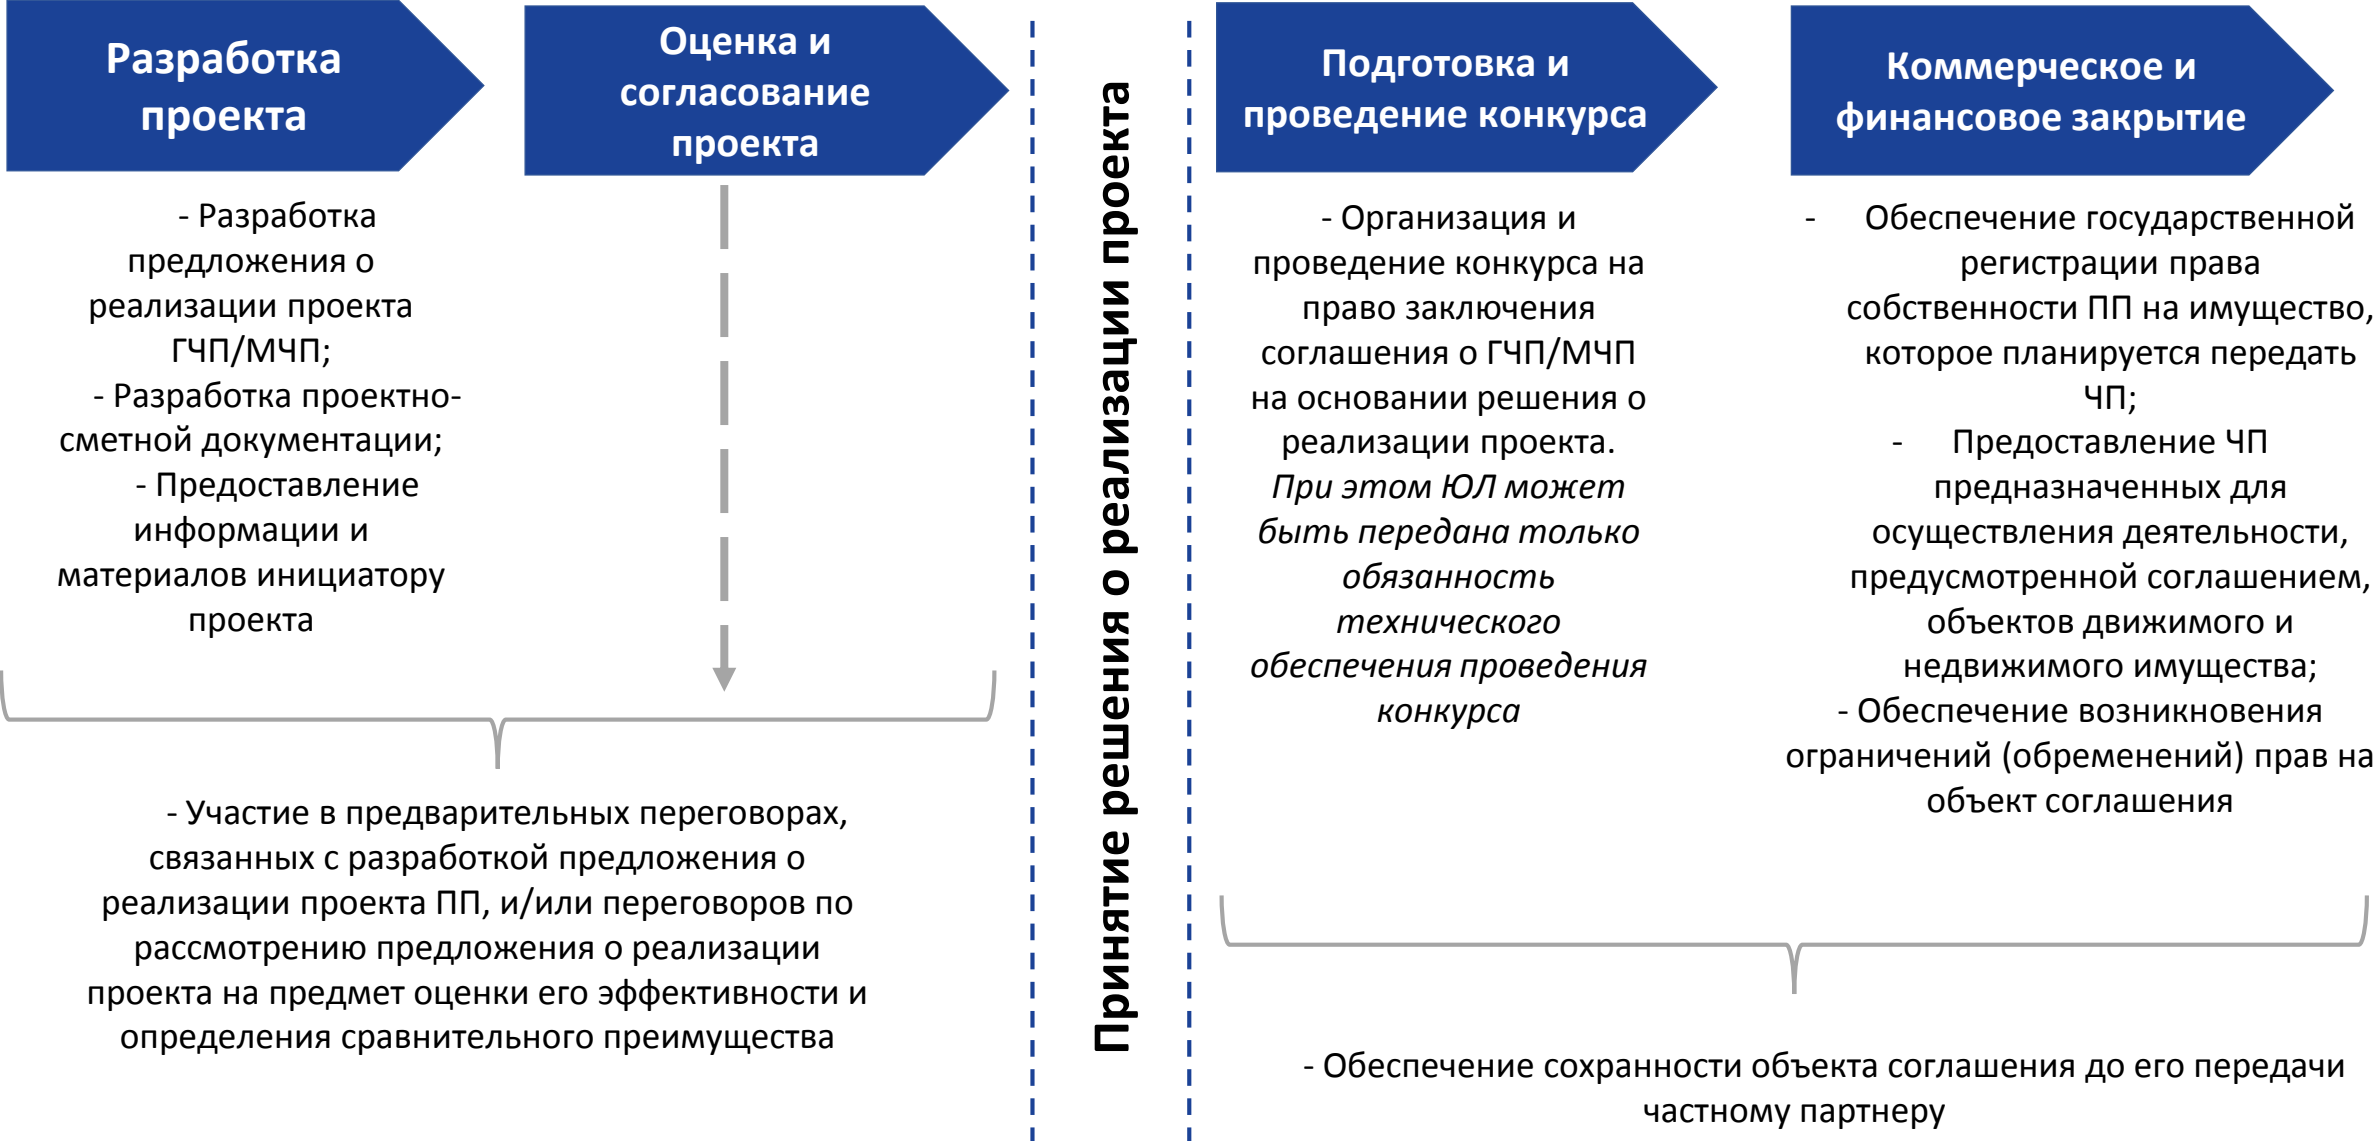 Разработка
проекта
- Разработка
предложения о
реализации проекта
ГЧП/МЧП;
- Разработка проектно-
сметной документации;
- Предоставление
информации и
материалов инициатору
проекта
Оценка и
согласование
проекта
- Участие в предварительных переговорах,
связанных с разработкой предложения о
реализации проекта ПП, и/или переговоров по
рассмотрению предложения о реализации
проекта на предмет оценки его эффективности и
определения сравнительного преимущества
Принятие решения о реализации проекта
Подготовка и
проведение конкурса
- Организация и
проведение конкурса на
право заключения
соглашения о ГЧП/МЧП
на основании решения о
реализации проекта.
При этом ЮЛ может
быть передана только
обязанность
технического
обеспечения проведения
конкурса
Коммерческое и
финансовое закрытие
- Обеспечение государственной
регистрации права
собственности ПП на имущество,
которое планируется передать
ЧП;
- Предоставление ЧП
предназначенных для
осуществления деятельности,
предусмотренной соглашением,
объектов движимого и
недвижимого имущества;
- Обеспечение возникновения
ограничений (обременений) прав на
объект соглашения
- Обеспечение сохранности объекта соглашения до его передачи
частному партнеру